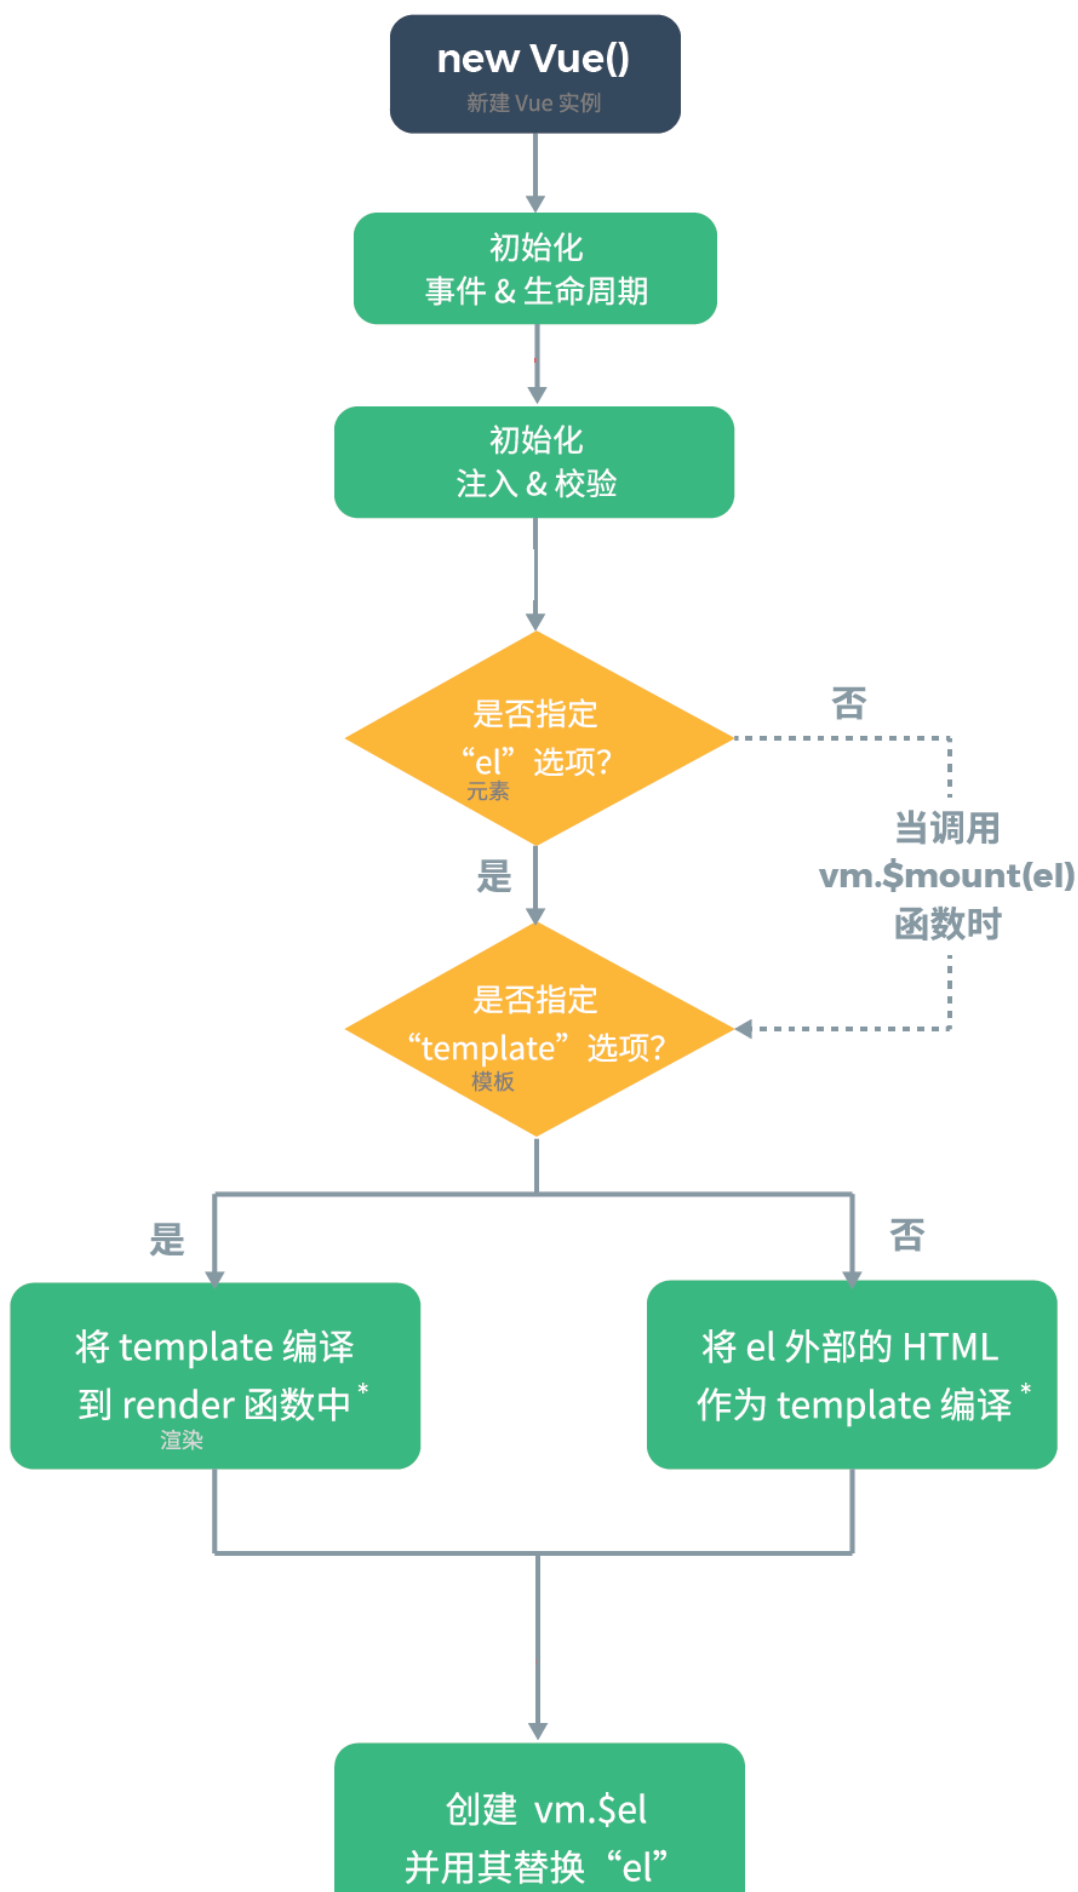 new Vue()
新建 Vue 实例
初始化
事件 & 生命周期
初始化
注入 & 校验
是否指定
“el”选项?
元素
否
当调用
vm.$mount(el)
函数时
是
是否指定
“template”选项?
模板
是
否
将 template 编译
到 render 函数中*
渲染
将 el 外部的 HTML
作为 template 编译*
创建 vm.$el
并用其替换“el”